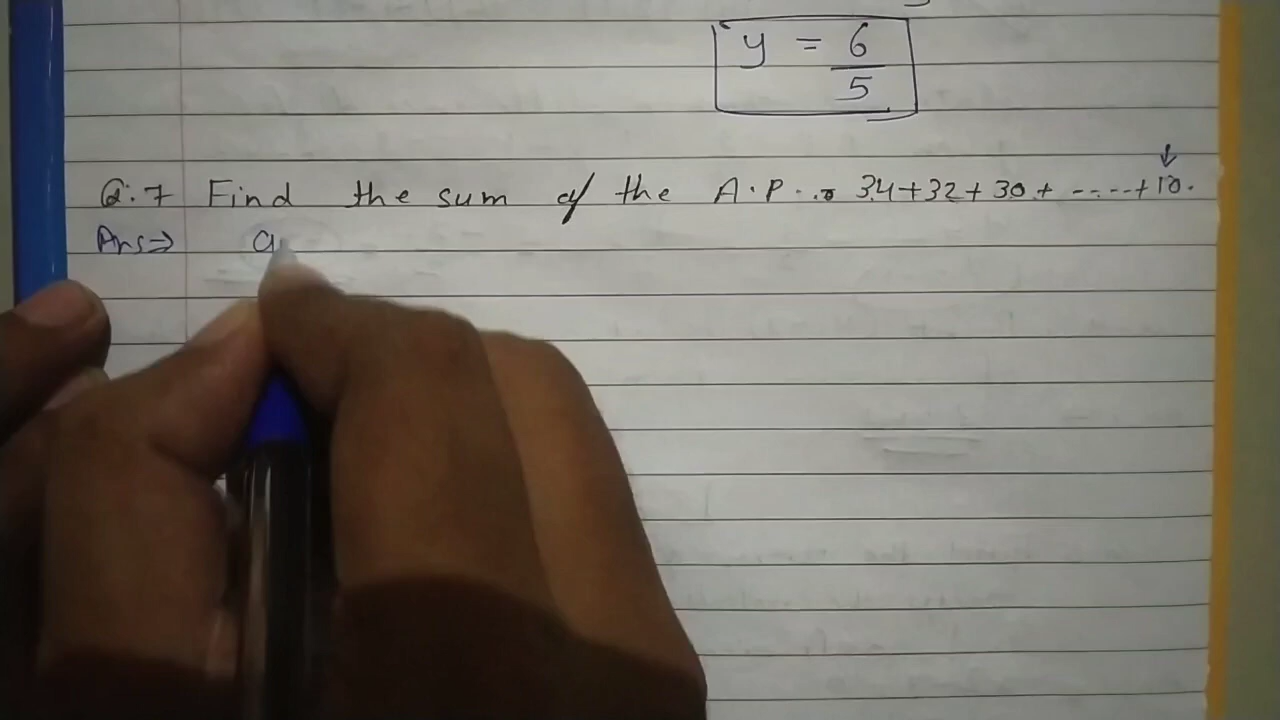 y = 6/5
Q.7 Find the sum of the A.P... 34+32+30+ -----+10.
Ans⇒ a